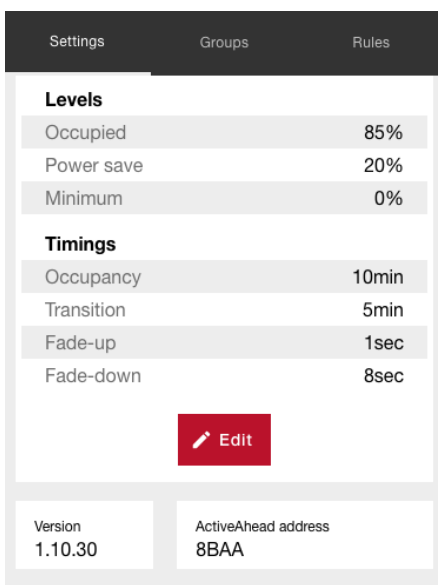 Settings Groups Rules
Levels
Occupied 85%
Power save 20%
Minimum 0%
Timings
Occupancy 10min
Transition 5min
Fade-up 1sec
Fade-down 8sec
Edit
Version ActiveAhead address
1.10.30 8BAA